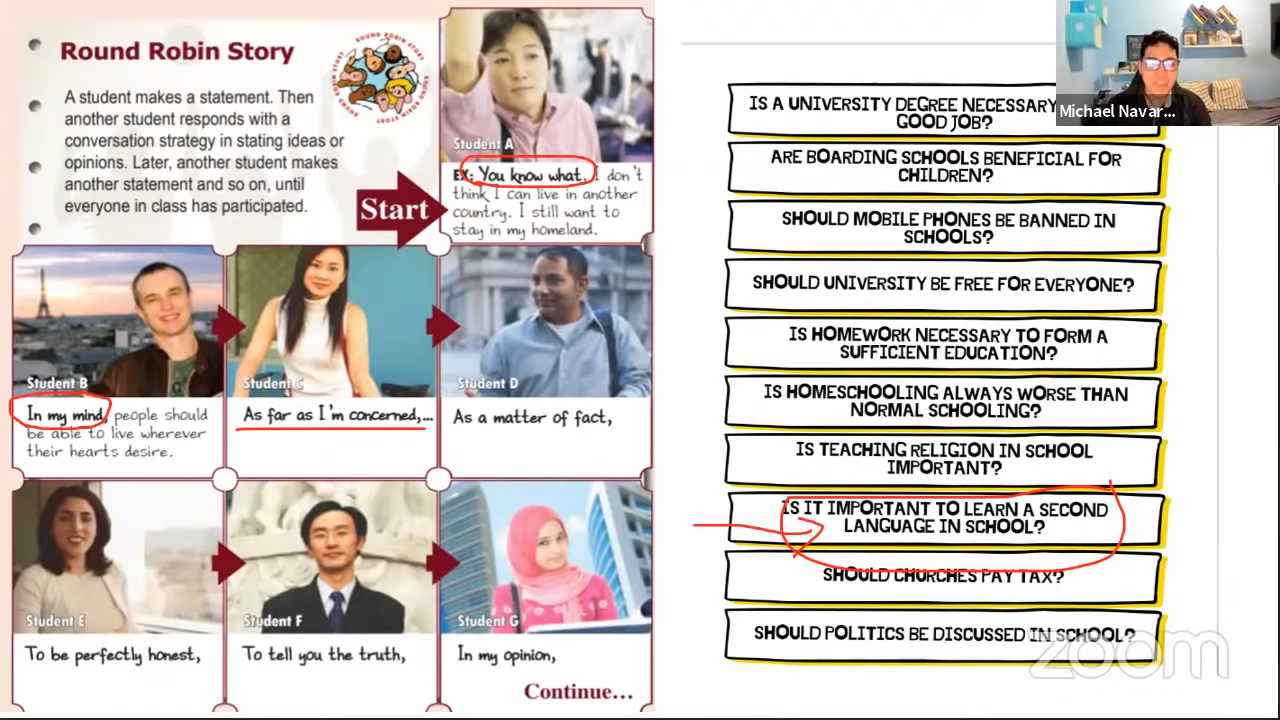 Round Robin Story
A student makes a statement. Then
another student responds with a
conversation strategy in stating ideas or
opinions. Later, another student makes
another statement and so on, until
everyone in class has participated.
ROUND ROBIN STORY
Start
Student A
EX: You know what, I don't
think I can live in another
country. I still want to
stay in my homeland.
Student B
In my mind, people should
be able to live wherever
their hearts desire.
Student C
As far as I'm concerned,...
Student D
As a matter of fact,
Student E
To be perfectly honest,
Student F
To tell you the truth,
Student G
In my opinion,
Continue...
IS A UNIVERSITY DEGREE NECESSARY
GOOD JOB?
ARE BOARDING SCHOOLS BENEFICIAL FOR
CHILDREN?
SHOULD MOBILE PHONES BE BANNED IN
SCHOOLS?
SHOULD UNIVERSITY BE FREE FOR EVERYONE?
IS HOMEWORK NECESSARY TO FORM A
SUFFICIENT EDUCATION?
IS HOMESCHOOLING ALWAYS WORSE THAN
NORMAL SCHOOLING?
IS TEACHING RELIGION IN SCHOOL
IMPORTANT?
IS IT IMPORTANT TO LEARN A SECOND
LANGUAGE IN SCHOOL?
SHOULD CHURCHES PAY TAX?
SHOULD POLITICS BE DISCUSSED IN SCHOOL?
Michael Navar...
zoom